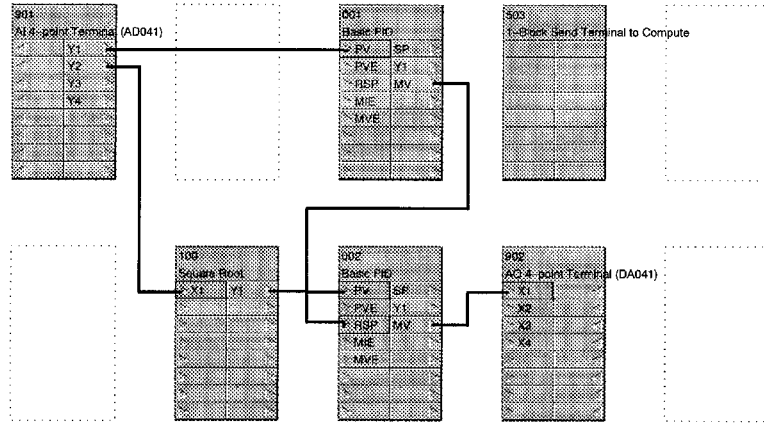 901
AI 4-point Terminal (AD041)
Y1
Y2
Y3
Y4
001
Basic PID
PV SP
PVE Y1
RSP MV
MIE
MVE
503
1-Block Send Terminal to Compute
100
Square Root
X1 Y1
002
Basic PID
PV SP
PVE Y1
RSP MV
MIE
MVE
902
AO 4-point Terminal (DA041)
X1
X2
X3
X4